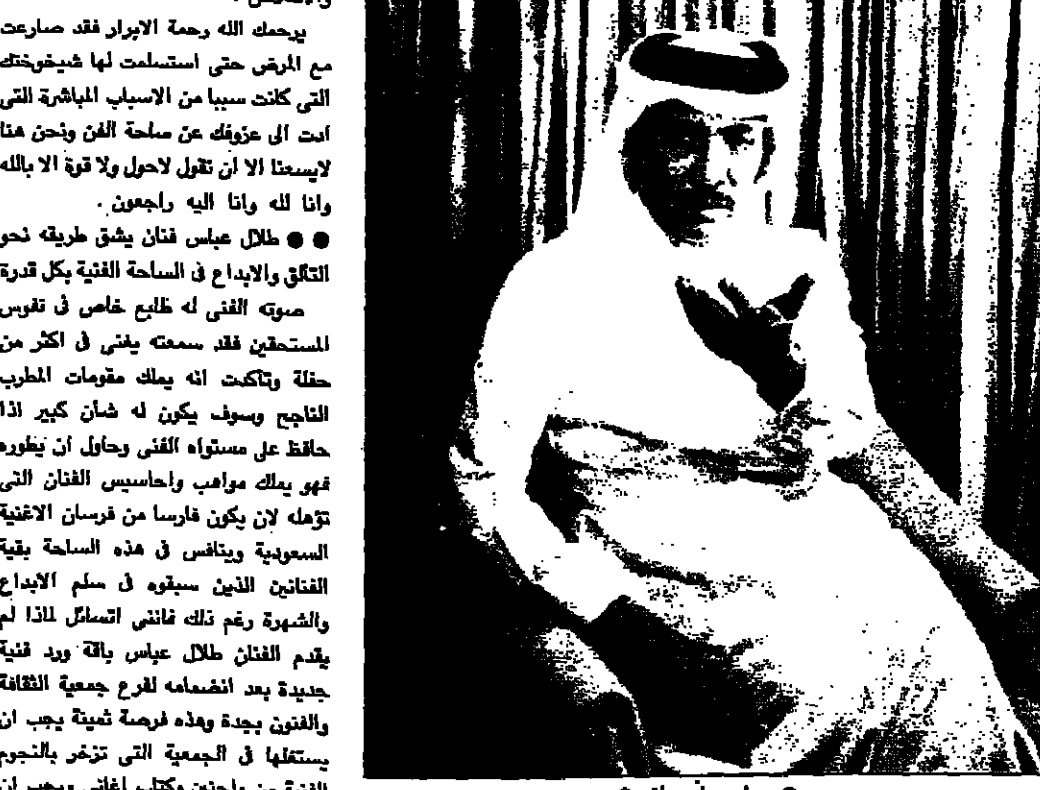 يرحمك الله رحمة الابرار فقد صارعت
مع المرض حتى استسلمت لها شيخوختك
التى كانت سببا من الاسباب المباشرة التى
ادت الى عزوفك عن ساحة الفن ونحن هنا
لايسعنا الا ان نقول لاحول ولا قوة الا بالله
وانا لله وانا اليه راجعون .
●● طلال عباس فنان يشق طريقه نحو
التألق والابداع فى الساحة الفنية بكل قدرة
صوته الفنى له طابع خاص فى نفوس
المستحقين فقد سمعته يغنى فى اكثر من
حفلة وتأكدت انه يملك مقومات المطرب
الناجح وسوف يكون له شأن كبير اذا
حافظ على مستواه الفنى وحاول ان يطوره
فهو يملك مواهب واحاسيس الفنان التى
تؤهله لان يكون فارسا من فرسان الاغنية
السعودية ويتافس فى هذه الساحة بقية
الفنانين الذين سبقوه فى سلم الابداع
والشهرة رغم ذلك فاننى اتسائل لماذا لم
يقدم الفنان طلال عباس باقة ورد فنية
جديدة بعد انضمامه لفرع جمعية الثقافة
والفنون بجدة وهذه فرصة ثمينة يجب ان
يستغلها فى الجمعية التى تزخر بالنجوم